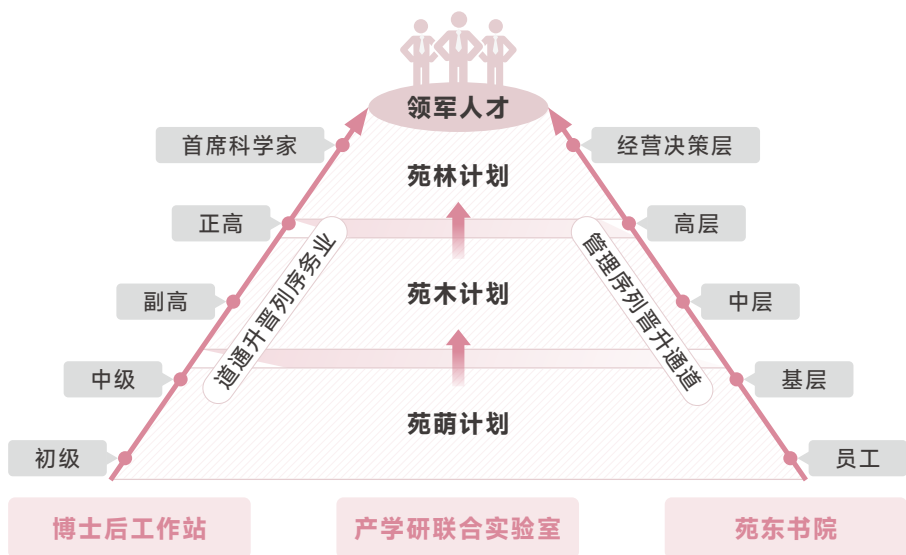 领军人才
首席科学家
经营决策层
苑林计划
正高
高层
业务序列晋升通道
管理序列晋升通道
苑木计划
副高
中层
中级
基层
苑萌计划
初级
员工
博士后工作站
产学研联合实验室
苑东书院